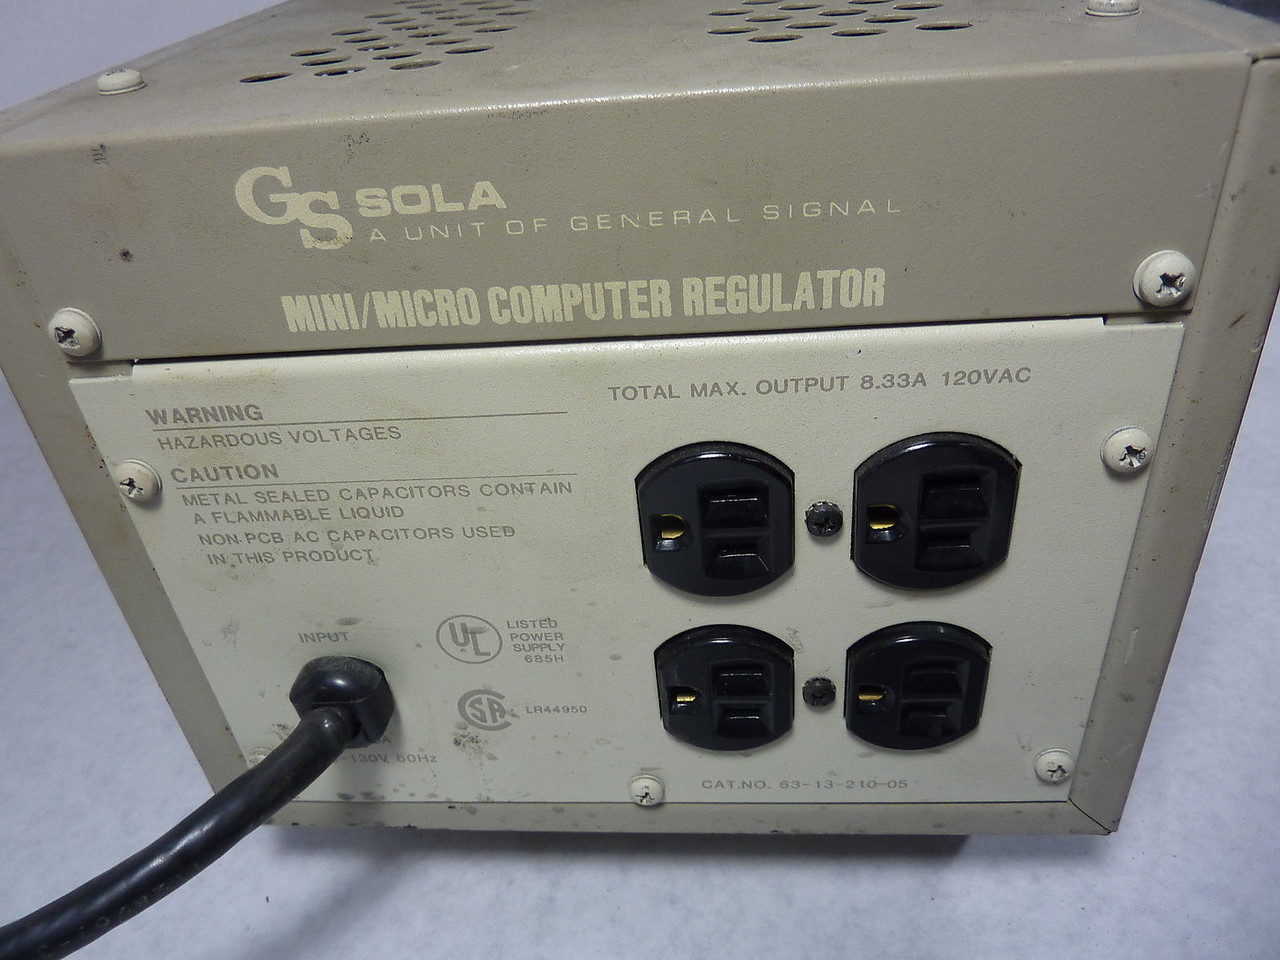 GS SOLA
A UNIT OF GENERAL SIGNAL
MINI/MICRO COMPUTER REGULATOR
TOTAL MAX. OUTPUT 8.33A 120VAC
WARNING
HAZARDOUS VOLTAGES
CAUTION
METAL SEALED CAPACITORS CONTAIN
A FLAMMABLE LIQUID
NON-PCB AC CAPACITORS USED
IN THIS PRODUCT
INPUT
UL
LISTED
POWER
SUPPLY
685H
SA LR44950
-130V, 60Hz
CAT.NO. 63-13-210-05